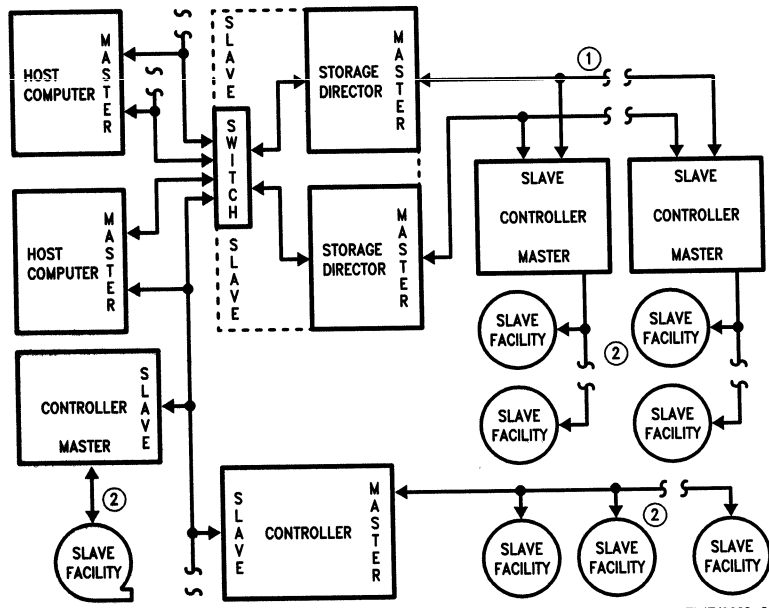 HOST
COMPUTER
MASTER
SLAVE
SWITCH
SLAVE
STORAGE
DIRECTOR
MASTER
①
HOST
COMPUTER
MASTER
STORAGE
DIRECTOR
MASTER
SLAVE
CONTROLLER
MASTER
SLAVE
CONTROLLER
MASTER
SLAVE
FACILITY
SLAVE
FACILITY
②
SLAVE
FACILITY
SLAVE
FACILITY
CONTROLLER
MASTER
SLAVE
②
SLAVE
FACILITY
SLAVE
CONTROLLER
MASTER
②
SLAVE
FACILITY
SLAVE
FACILITY
SLAVE
FACILITY